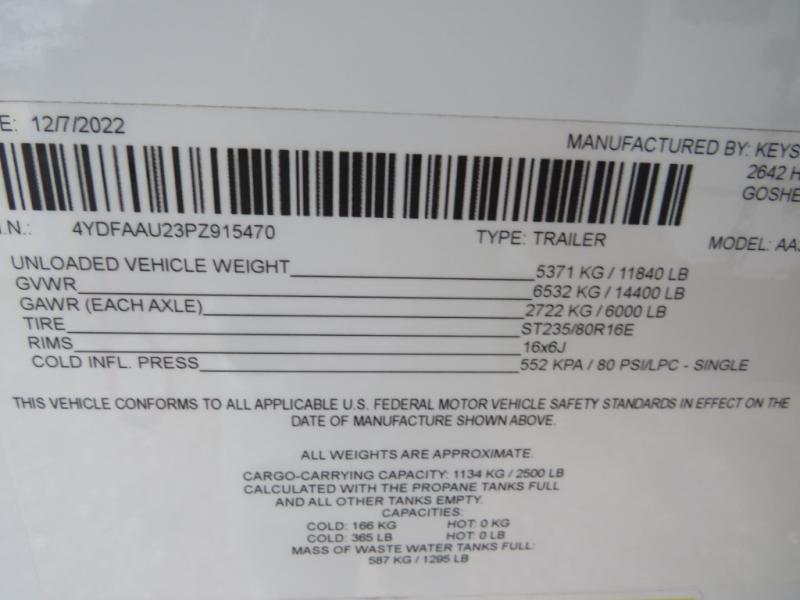 E: 12/7/2022
MANUFACTURED BY: KEYS
2642 H
GOSHE
.N.: 4YDFAAU23PZ915470 TYPE: TRAILER MODEL: AA
UNLOADED VEHICLE WEIGHT 5371 KG / 11840 LB
GVWR 6532 KG / 14400 LB
GAWR (EACH AXLE) 2722 KG / 6000 LB
TIRE ST235/80R16E
RIMS 16x6J
COLD INFL. PRESS 552 KPA / 80 PSI/LPC - SINGLE
THIS VEHICLE CONFORMS TO ALL APPLICABLE U.S. FEDERAL MOTOR VEHICLE SAFETY STANDARDS IN EFFECT ON THE
DATE OF MANUFACTURE SHOWN ABOVE.
ALL WEIGHTS ARE APPROXIMATE.
CARGO-CARRYING CAPACITY: 1134 KG / 2500 LB
CALCULATED WITH THE PROPANE TANKS FULL
AND ALL OTHER TANKS EMPTY.
CAPACITIES:
COLD: 166 KG HOT: 0 KG
COLD: 365 LB HOT: 0 LB
MASS OF WASTE WATER TANKS FULL:
587 KG / 1295 LB